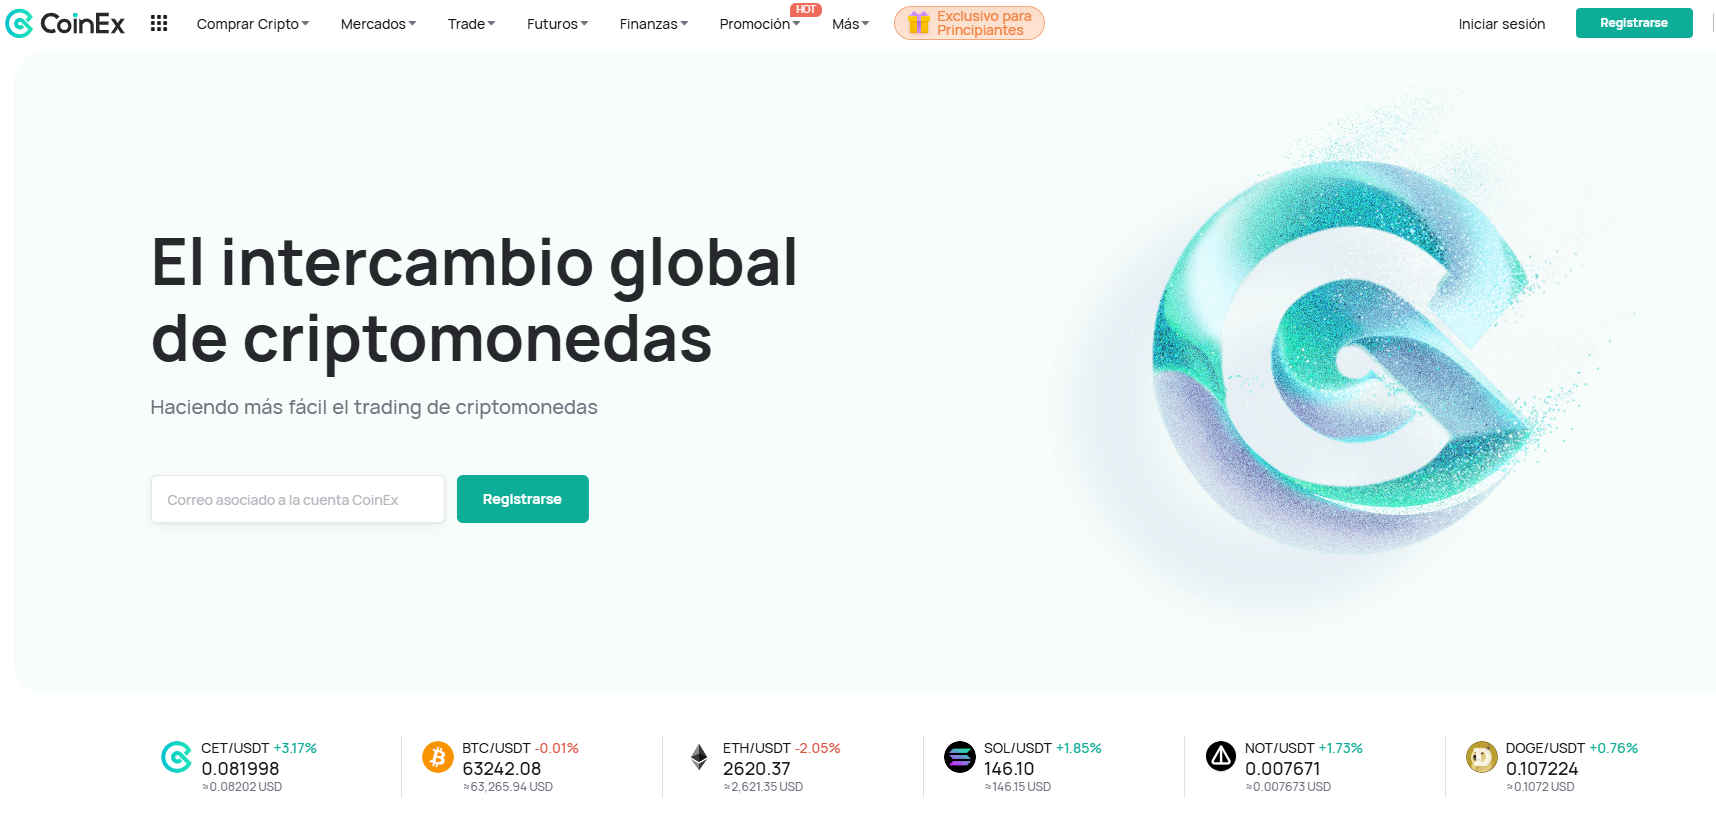 CoinEx
Comprar Cripto
Mercados
Trade
Futuros
Finanzas
Promoción
HOT
Más
Exclusivo para
Principiantes
Iniciar sesión
Registrarse
El intercambio global
de criptomonedas
Haciendo más fácil el trading de criptomonedas
Correo asociado a la cuenta CoinEx
Registrarse
CET/USDT +3.17%
0.081998
≈0.08202 USD
BTC/USDT -0.01%
63242.08
≈63,265.94 USD
ETH/USDT -2.05%
2620.37
≈2,621.35 USD
SOL/USDT +1.85%
146.10
≈146.15 USD
NOT/USDT +1.73%
0.007671
≈0.007673 USD
DOGE/USDT +0.76%
0.107224
≈0.1072 USD